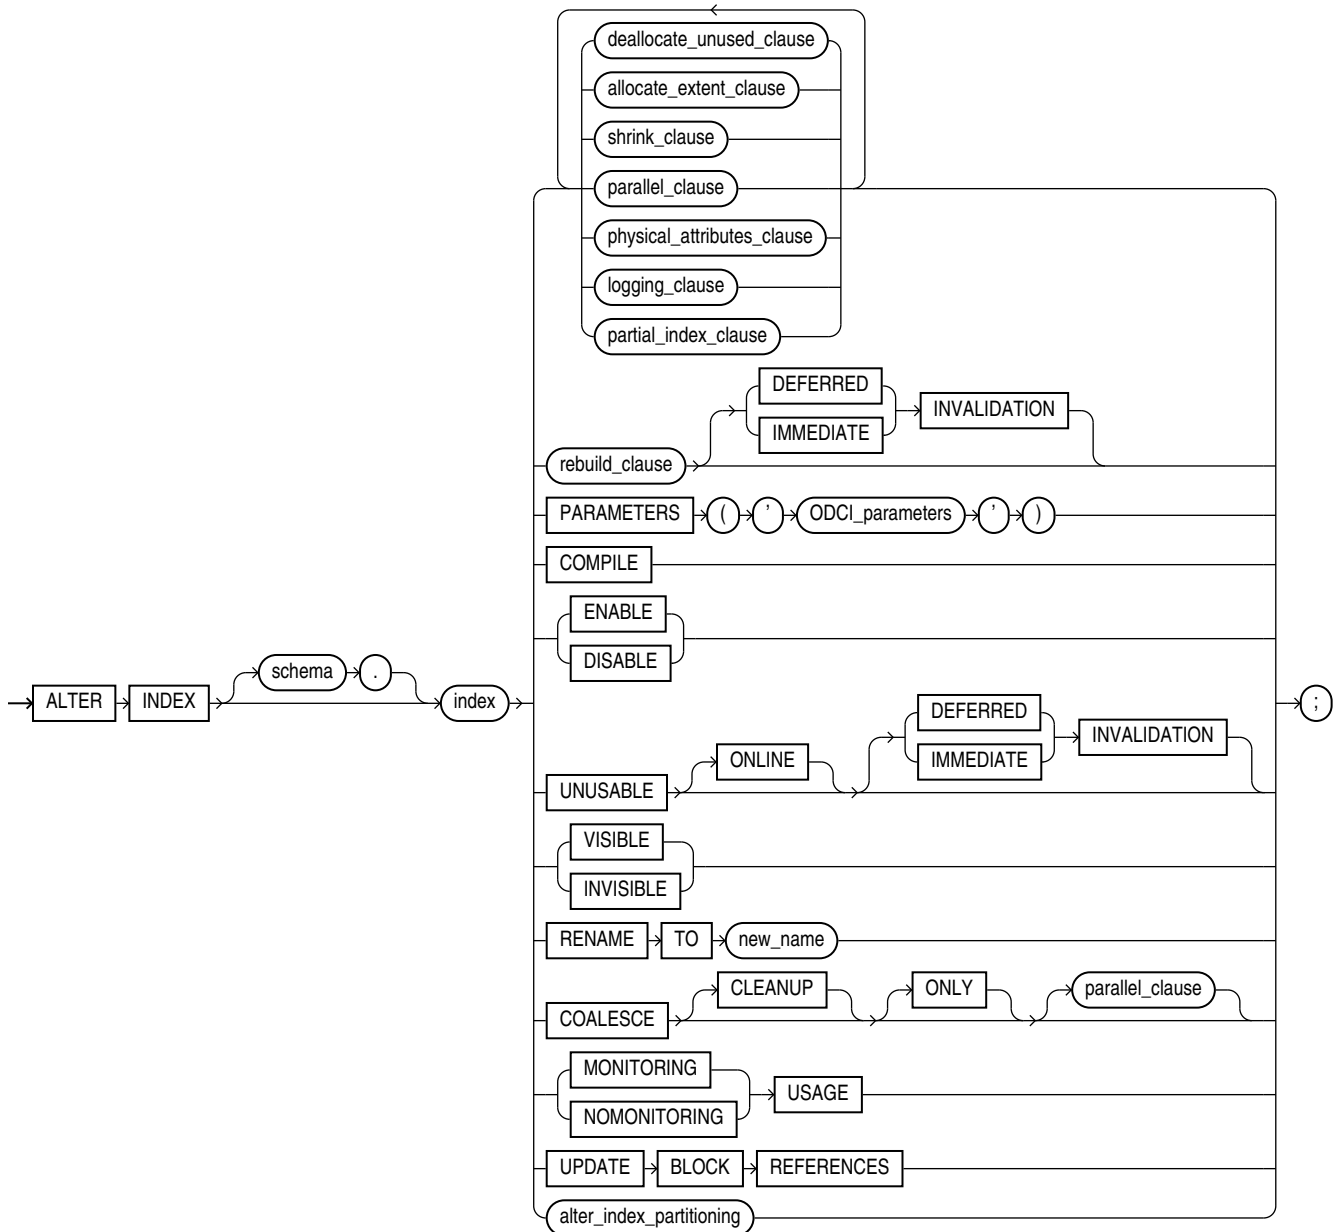 deallocate_unused_clause
allocate_extent_clause
shrink_clause
parallel_clause
physical_attributes_clause
logging_clause
partial_index_clause
DEFERRED
IMMEDIATE
INVALIDATION
rebuild_clause
PARAMETERS ( ' ODCI_parameters ' )
COMPILE
ENABLE
DISABLE
ALTER INDEX schema . index ;
DEFERRED
IMMEDIATE
INVALIDATION
UNUSABLE ONLINE
VISIBLE
INVISIBLE
RENAME TO new_name
COALESCE CLEANUP ONLY parallel_clause
MONITORING
NOMONITORING
USAGE
UPDATE BLOCK REFERENCES
alter_index_partitioning